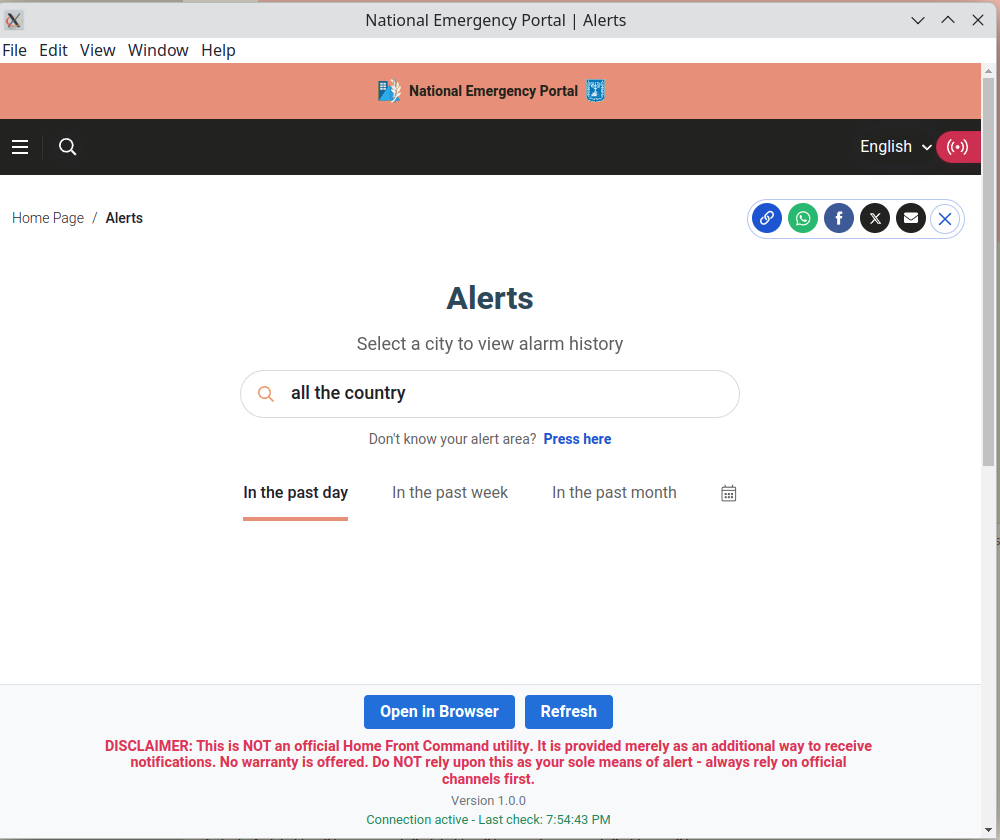 National Emergency Portal | Alerts
File Edit View Window Help
National Emergency Portal
English
Home Page / Alerts
Alerts
Select a city to view alarm history
all the country
Don't know your alert area? Press here
In the past day In the past week In the past month
Open in Browser Refresh
DISCLAIMER: This is NOT an official Home Front Command utility. It is provided merely as an additional way to receive
notifications. No warranty is offered. Do NOT rely upon this as your sole means of alert - always rely on official
channels first.
Version 1.0.0
Connection active - Last check: 7:54:43 PM